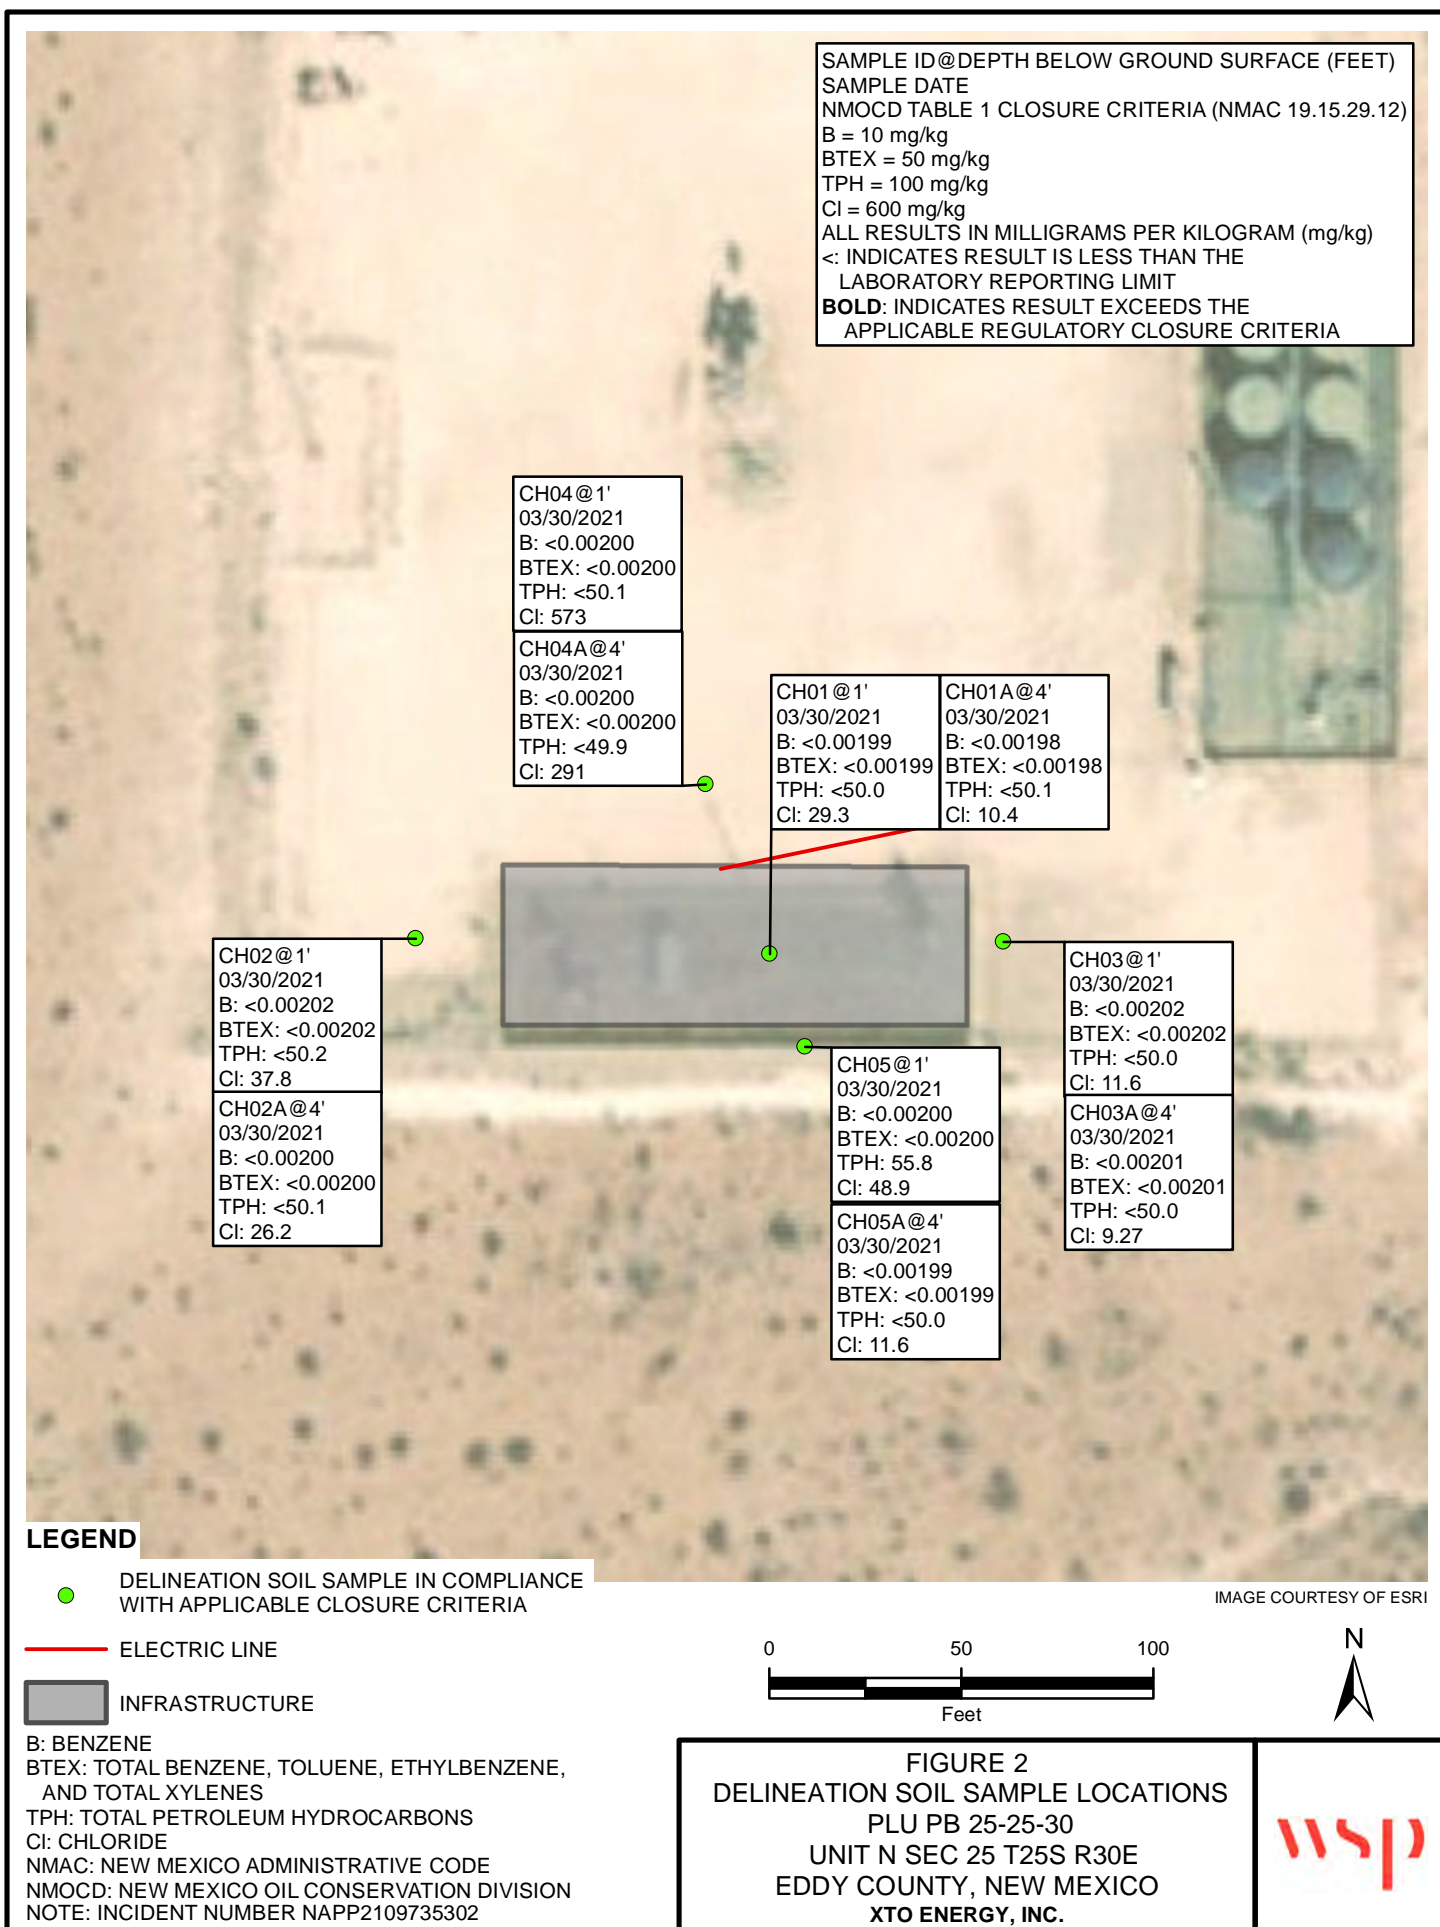 SAMPLE ID@DEPTH BELOW GROUND SURFACE (FEET)
SAMPLE DATE
NMOCD TABLE 1 CLOSURE CRITERIA (NMAC 19.15.29.12)
B = 10 mg/kg
BTEX = 50 mg/kg
TPH = 100 mg/kg
Cl = 600 mg/kg
ALL RESULTS IN MILLIGRAMS PER KILOGRAM (mg/kg)
<: INDICATES RESULT IS LESS THAN THE
LABORATORY REPORTING LIMIT
BOLD: INDICATES RESULT EXCEEDS THE
APPLICABLE REGULATORY CLOSURE CRITERIA
CH04@1'
03/30/2021
B: <0.00200
BTEX: <0.00200
TPH: <50.1
Cl: 573
CH04A@4'
03/30/2021
B: <0.00200
BTEX: <0.00200
TPH: <49.9
Cl: 291
CH01@1'
03/30/2021
B: <0.00199
BTEX: <0.00199
TPH: <50.0
Cl: 29.3
CH01A@4'
03/30/2021
B: <0.00198
BTEX: <0.00198
TPH: <50.1
Cl: 10.4
CH02@1'
03/30/2021
B: <0.00202
BTEX: <0.00202
TPH: <50.2
Cl: 37.8
CH02A@4'
03/30/2021
B: <0.00200
BTEX: <0.00200
TPH: <50.1
Cl: 26.2
CH05@1'
03/30/2021
B: <0.00200
BTEX: <0.00200
TPH: 55.8
Cl: 48.9
CH05A@4'
03/30/2021
B: <0.00199
BTEX: <0.00199
TPH: <50.0
Cl: 11.6
CH03@1'
03/30/2021
B: <0.00202
BTEX: <0.00202
TPH: <50.0
Cl: 11.6
CH03A@4'
03/30/2021
B: <0.00201
BTEX: <0.00201
TPH: <50.0
Cl: 9.27
LEGEND
DELINEATION SOIL SAMPLE IN COMPLIANCE
WITH APPLICABLE CLOSURE CRITERIA
ELECTRIC LINE
INFRASTRUCTURE
B: BENZENE
BTEX: TOTAL BENZENE, TOLUENE, ETHYLBENZENE,
AND TOTAL XYLENES
TPH: TOTAL PETROLEUM HYDROCARBONS
Cl: CHLORIDE
NMAC: NEW MEXICO ADMINISTRATIVE CODE
NMOCD: NEW MEXICO OIL CONSERVATION DIVISION
NOTE: INCIDENT NUMBER NAPP2109735302
IMAGE COURTESY OF ESRI
0 50 100
Feet
N
FIGURE 2
DELINEATION SOIL SAMPLE LOCATIONS
PLU PB 25-25-30
UNIT N SEC 25 T25S R30E
EDDY COUNTY, NEW MEXICO
XTO ENERGY, INC.
wsp